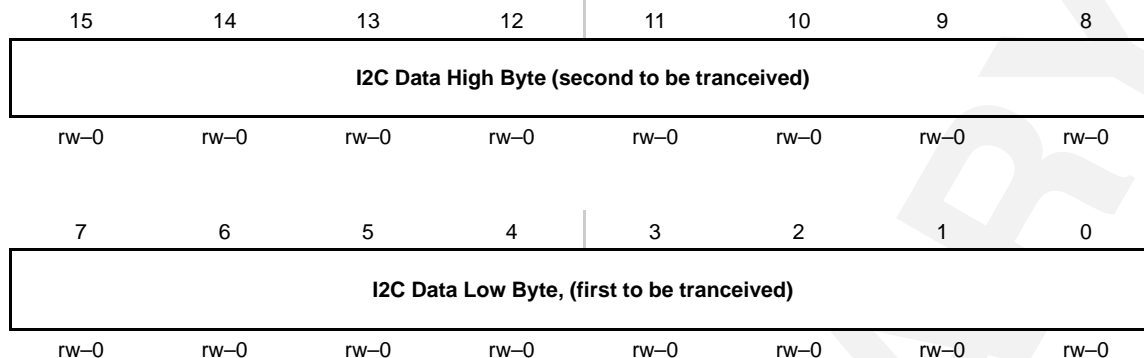 15 14 13 12 11 10 9 8
I2C Data High Byte (second to be tranceived)
rw–0 rw–0 rw–0 rw–0 rw–0 rw–0 rw–0 rw–0
7 6 5 4 3 2 1 0
I2C Data Low Byte, (first to be tranceived)
rw–0 rw–0 rw–0 rw–0 rw–0 rw–0 rw–0 rw–0